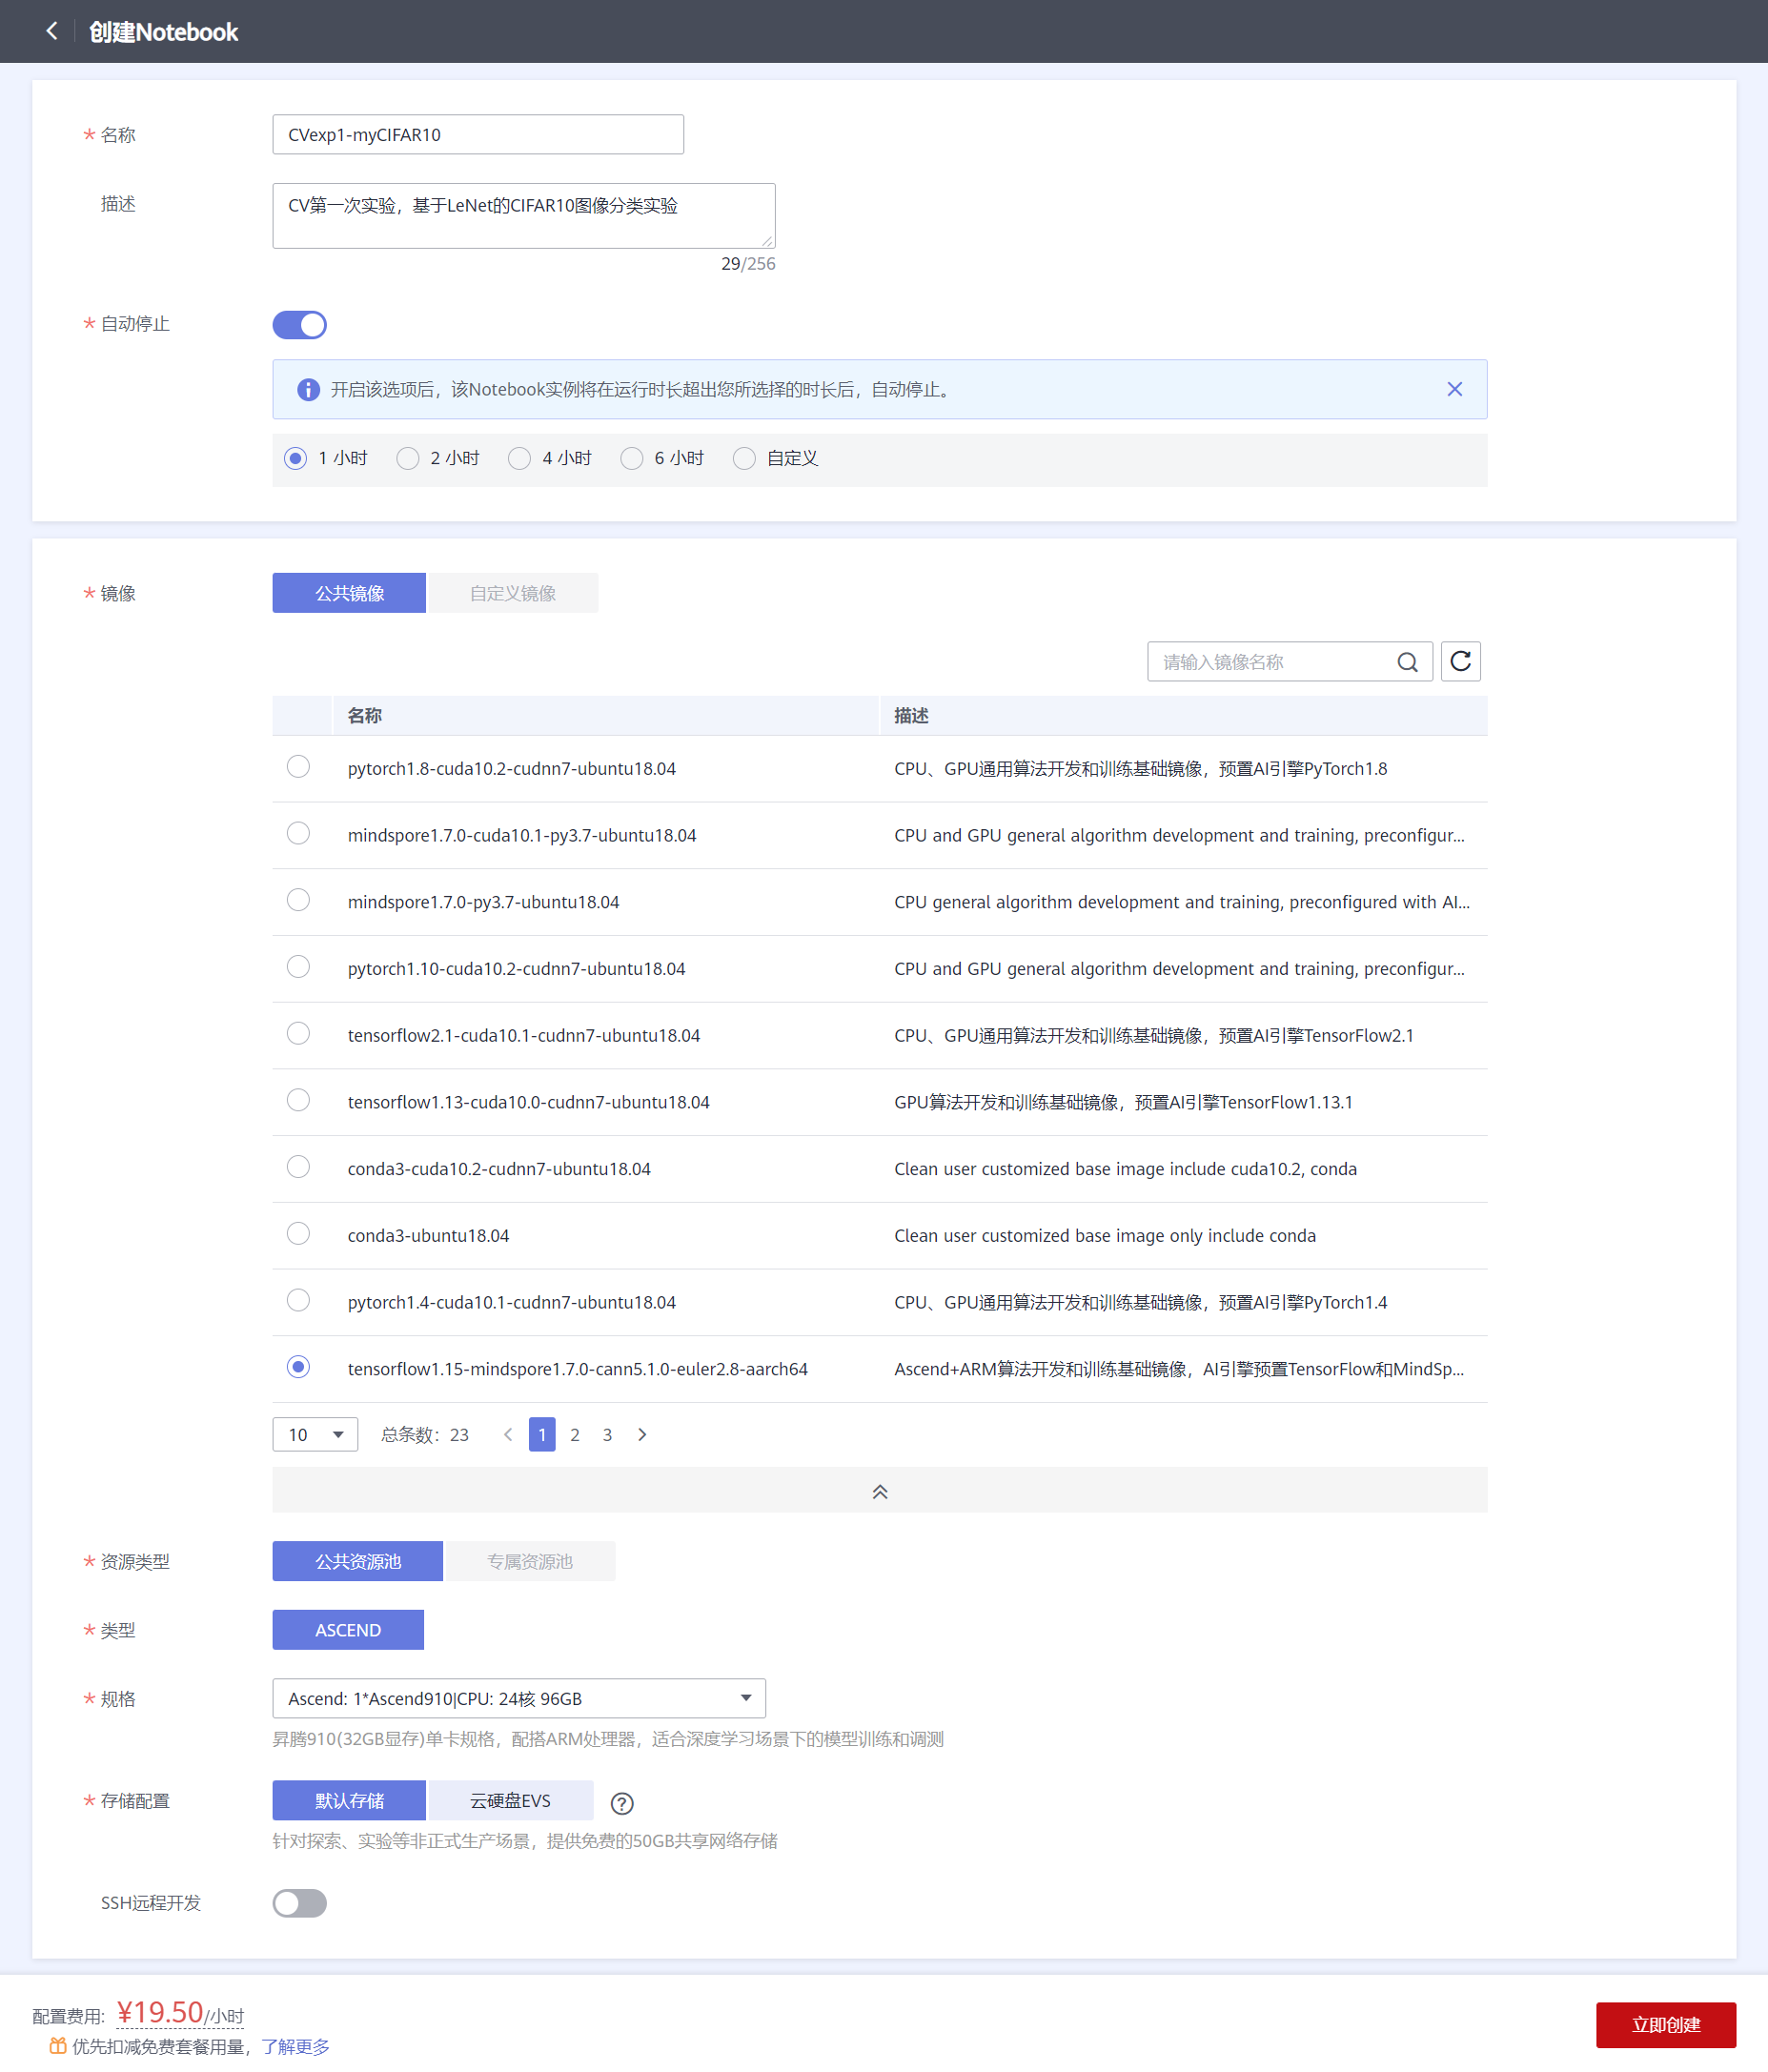 创建Notebook
* 名称
CVexp1-myCIFAR10
描述
CV第一次实验，基于LeNet的CIFAR10图像分类实验
29/256
* 自动停止
开启该选项后，该Notebook实例将在运行时长超出您所选择的时长后，自动停止。
1 小时 2 小时 4 小时 6 小时 自定义
* 镜像
公共镜像 自定义镜像
请输入镜像名称
名称 描述
pytorch1.8-cuda10.2-cudnn7-ubuntu18.04 CPU、GPU通用算法开发和训练基础镜像，预置AI引擎PyTorch1.8
mindspore1.7.0-cuda10.1-py3.7-ubuntu18.04 CPU and GPU general algorithm development and training, preconfigur...
mindspore1.7.0-py3.7-ubuntu18.04 CPU general algorithm development and training, preconfigured with AI...
pytorch1.10-cuda10.2-cudnn7-ubuntu18.04 CPU and GPU general algorithm development and training, preconfigur...
tensorflow2.1-cuda10.1-cudnn7-ubuntu18.04 CPU、GPU通用算法开发和训练基础镜像，预置AI引擎TensorFlow2.1
tensorflow1.13-cuda10.0-cudnn7-ubuntu18.04 GPU算法开发和训练基础镜像，预置AI引擎TensorFlow1.13.1
conda3-cuda10.2-cudnn7-ubuntu18.04 Clean user customized base image include cuda10.2, conda
conda3-ubuntu18.04 Clean user customized base image only include conda
pytorch1.4-cuda10.1-cudnn7-ubuntu18.04 CPU、GPU通用算法开发和训练基础镜像，预置AI引擎PyTorch1.4
tensorflow1.15-mindspore1.7.0-cann5.1.0-euler2.8-aarch64 Ascend+ARM算法开发和训练基础镜像，AI引擎预置TensorFlow和MindSp...
10 总条数：23 < 1 2 3 >
* 资源类型
公共资源池 专属资源池
* 类型
ASCEND
* 规格
Ascend: 1*Ascend910|CPU: 24核 96GB
昇腾910(32GB显存)单卡规格，配搭ARM处理器，适合深度学习场景下的模型训练和调测
* 存储配置
默认存储 云硬盘EVS
针对探索、实验等非正式生产场景，提供免费的50GB共享网络存储
SSH远程开发
配置费用: ¥19.50/小时
优先扣减免费套餐用量，了解更多
立即创建